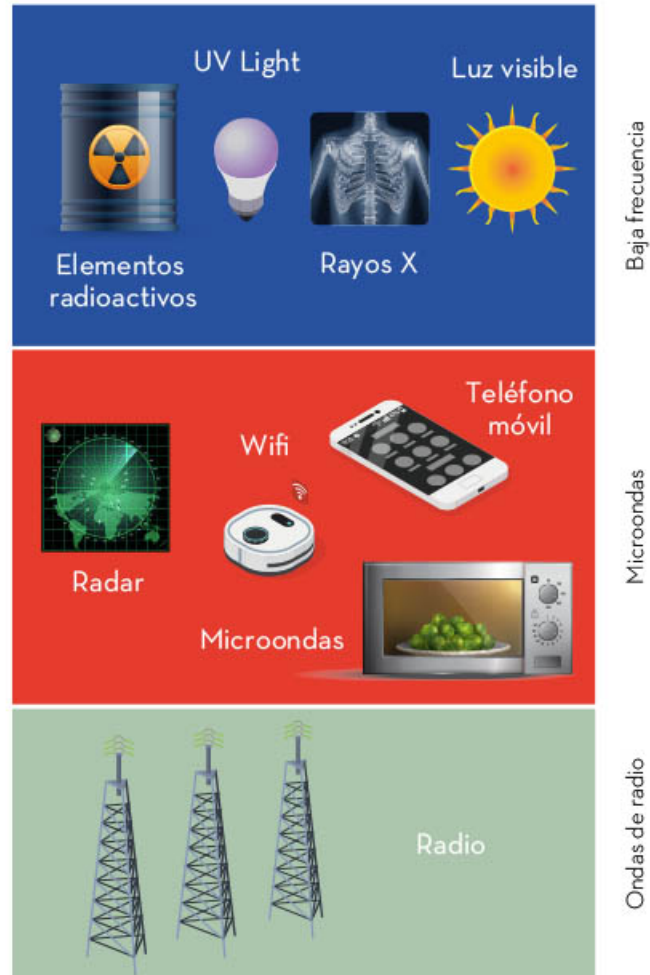 UV Light
Luz visible
Elementos
radioactivos
Rayos X
Baja frecuencia
Teléfono
móvil
Wifi
Radar
Microondas
Microondas
Radio
Ondas de radio